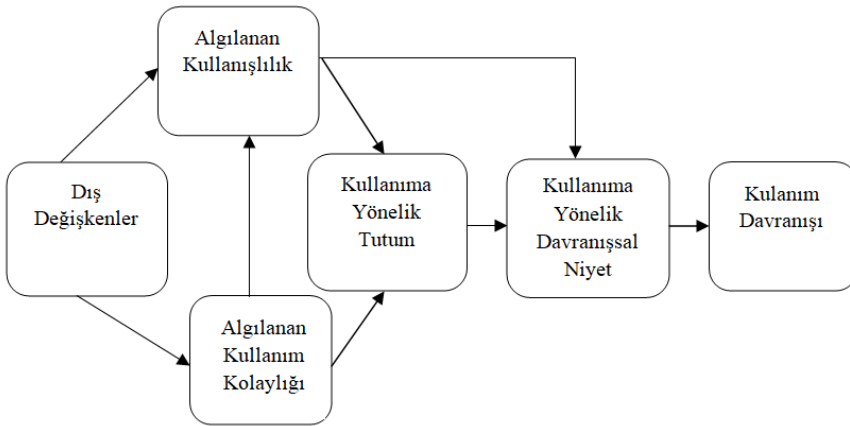 Algılanan
Kullanışlılık
Dış
Değişkenler
Algılanan
Kullanım
Kolaylığı
Kullanıma
Yönelik
Tutum
Kullanıma
Yönelik
Davranışsal
Niyet
Kulanım
Davranışı